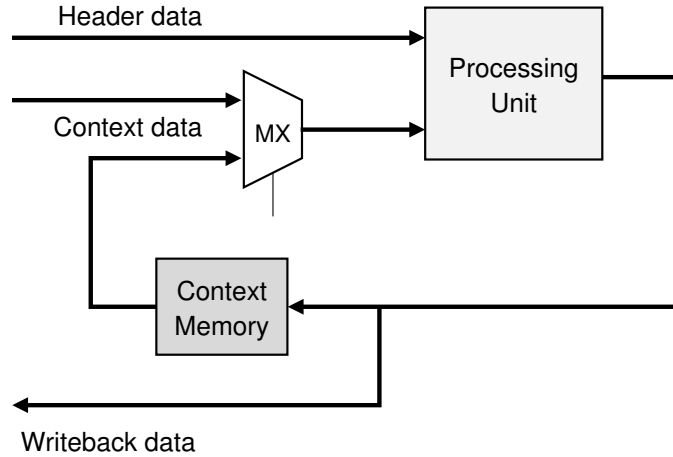 Header data
Processing
Unit
Context data
MX
Context
Memory
Writeback data